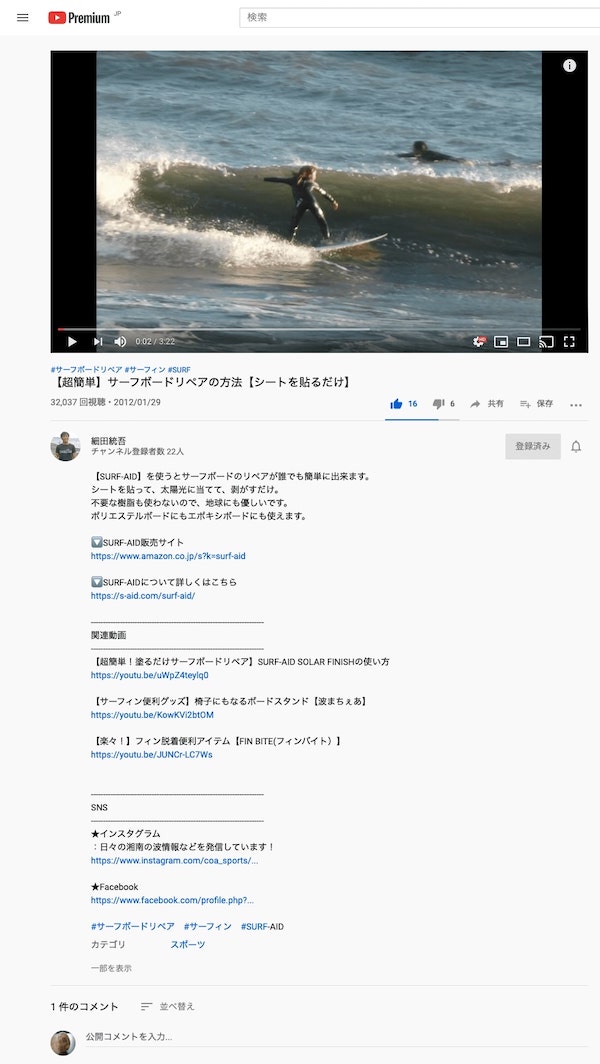 Premium JP
検索
0:02 / 3:22
#サーフボードリペア #サーフィン #SURF
【超簡単】サーフボードリペアの方法【シートを貼るだけ】
32,037 回視聴・2012/01/29
16 6 共有 保存
細田統吾
チャンネル登録者数 22人
登録済み
【SURF-AID】を使うとサーフボードのリペアが誰でも簡単に出来ます。
シートを貼って、太陽光に当てて、剥がすだけ。
不要な樹脂も使わないので、地球にも優しいです。
ポリエステルボードにもエポキシボードにも使えます。
SURF-AID販売サイト
https://www.amazon.co.jp/s?k=surf-aid
SURF-AIDについて詳しくはこちら
https://s-aid.com/surf-aid/
関連動画
【超簡単！塗るだけサーフボードリペア】SURF-AID SOLAR FINISHの使い方
https://youtu.be/uWpZ4teylq0
【サーフィン便利グッズ】椅子にもなるボードスタンド【波まちぇあ】
https://youtu.be/KowKVi2btOM
【楽々！】フィン脱着便利アイテム【FIN BITE(フィンバイト）】
https://youtu.be/JUNCr-LC7Ws
SNS
★インスタグラム
：日々の湘南の波情報などを発信しています！
https://www.instagram.com/coa_sports/...
★Facebook
https://www.facebook.com/profile.php?...
#サーフボードリペア #サーフィン #SURF-AID
カテゴリ スポーツ
一部を表示
1 件のコメント 並べ替え
公開コメントを入力...